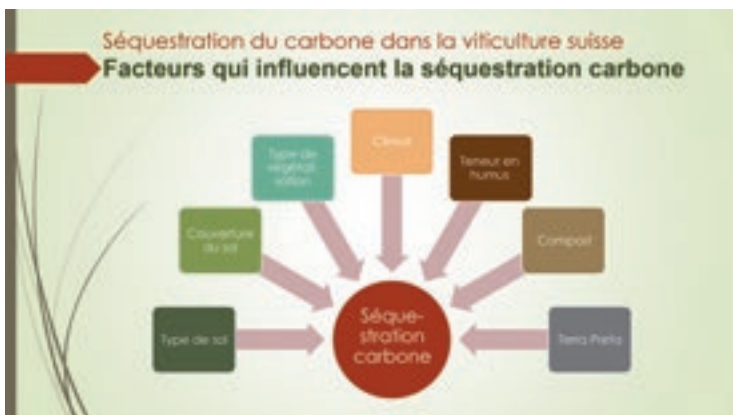 Séquestration du carbone dans la viticulture suisse
Facteurs qui influencent la séquestration carbone
Climat
Type de
végétali-
sation
Teneur en
humus
Couverture
du sol
Compost
Type de sol
Séque-
stration
carbone
Terra Preta